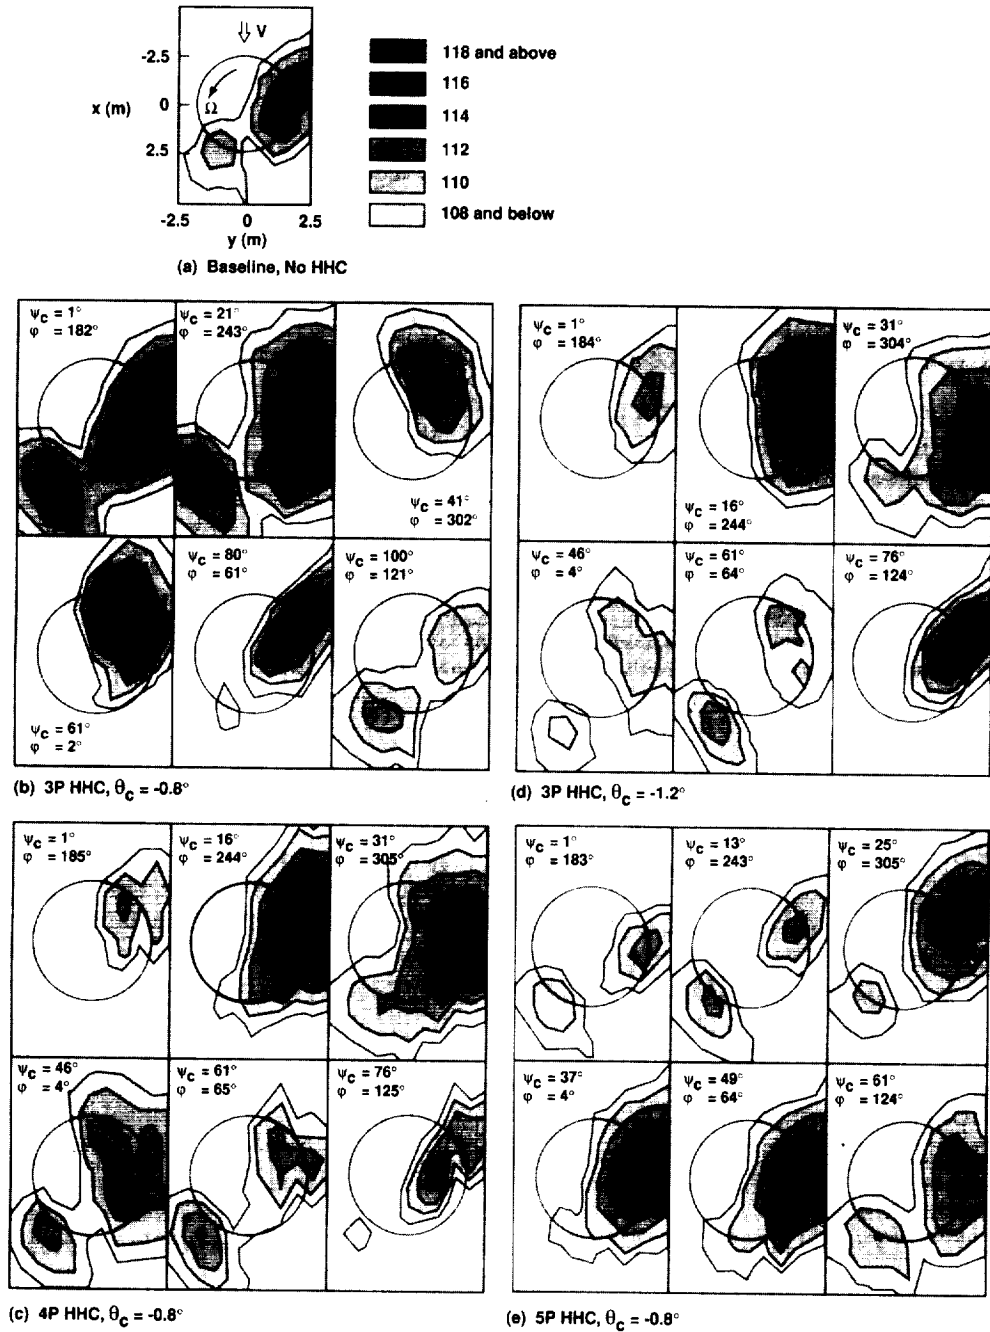 V
-2.5
x (m) 0
Ω
2.5
-2.5 0 2.5
y (m)
(a) Baseline, No HHC
118 and above
116
114
112
110
108 and below
Ψc = 1°
φ = 182°
Ψc = 21°
φ = 243°
Ψc = 41°
φ = 302°
Ψc = 61°
φ = 2°
Ψc = 80°
φ = 61°
Ψc = 100°
φ = 121°
(b) 3P HHC, θc = -0.8°
Ψc = 1°
φ = 184°
Ψc = 16°
φ = 244°
Ψc = 31°
φ = 304°
Ψc = 46°
φ = 4°
Ψc = 61°
φ = 64°
Ψc = 76°
φ = 124°
(d) 3P HHC, θc = -1.2°
Ψc = 1°
φ = 185°
Ψc = 16°
φ = 244°
Ψc = 31°
φ = 305°
Ψc = 46°
φ = 4°
Ψc = 61°
φ = 65°
Ψc = 76°
φ = 125°
(c) 4P HHC, θc = -0.8°
Ψc = 1°
φ = 183°
Ψc = 13°
φ = 243°
Ψc = 25°
φ = 305°
Ψc = 37°
φ = 4°
Ψc = 49°
φ = 64°
Ψc = 61°
φ = 124°
(e) 5P HHC, θc = -0.8°